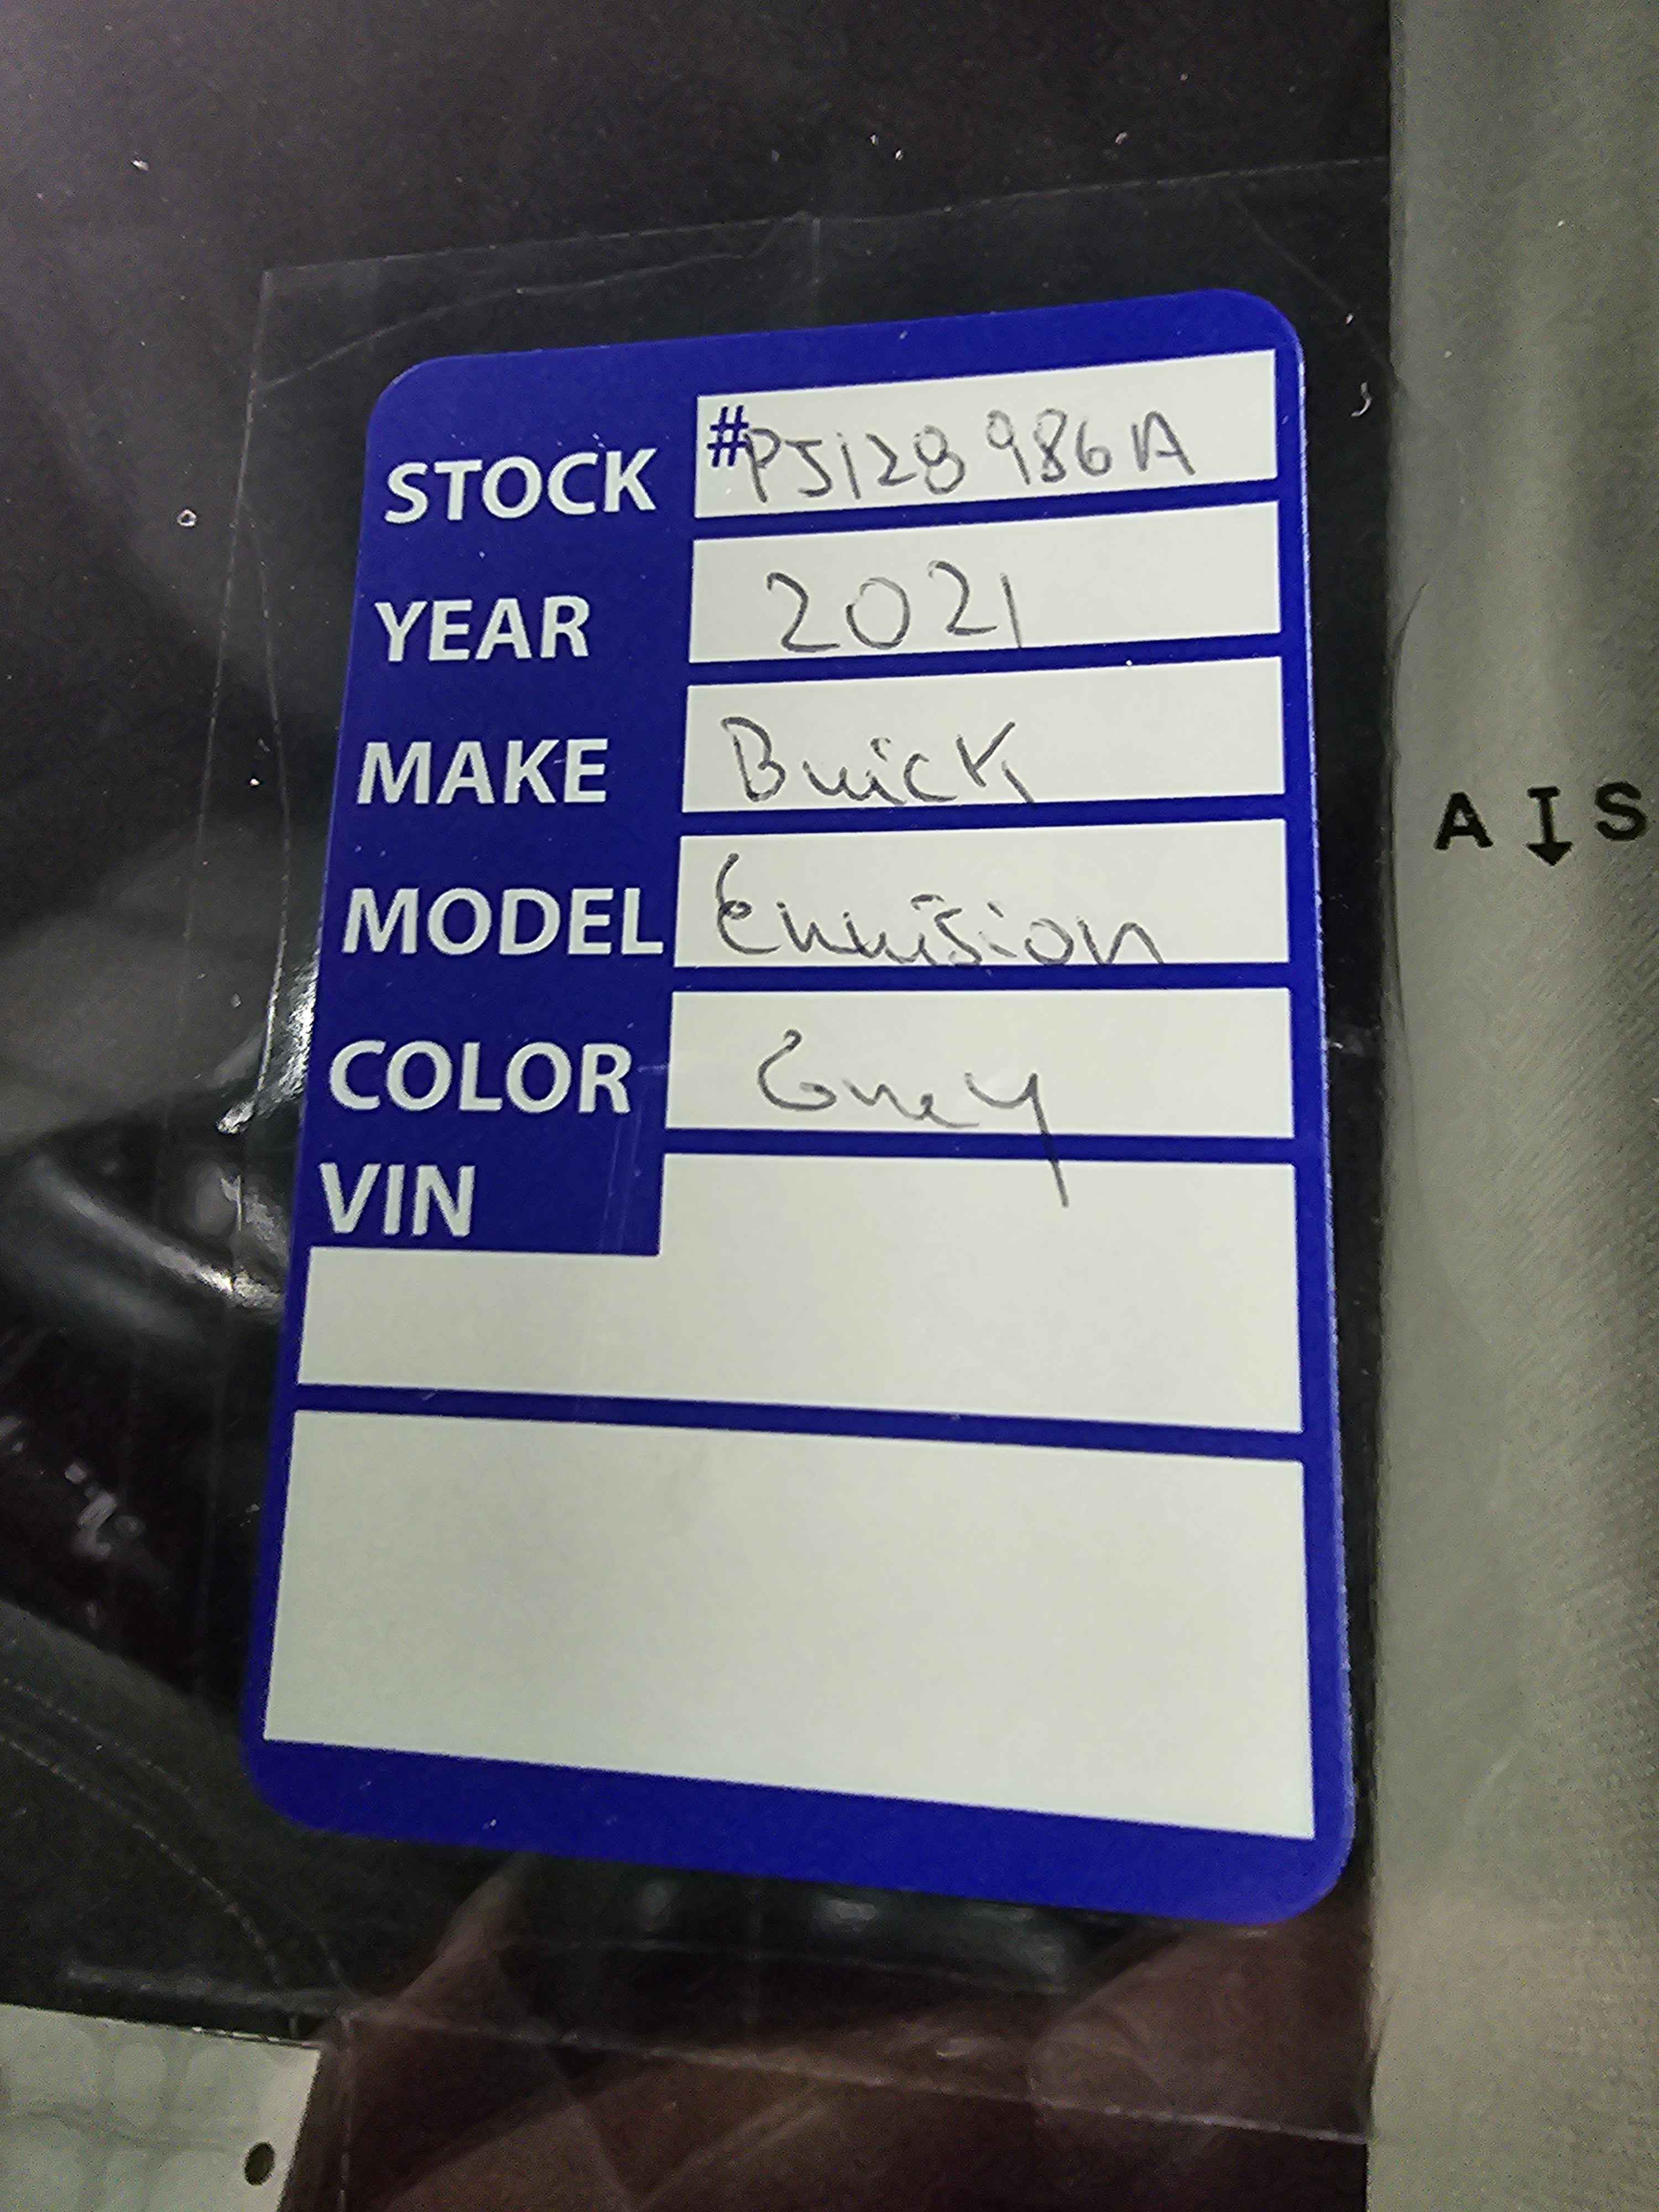 STOCK #PJ128986A
YEAR 2021
MAKE Buick
MODEL Envision
COLOR Grey
VIN
AIS